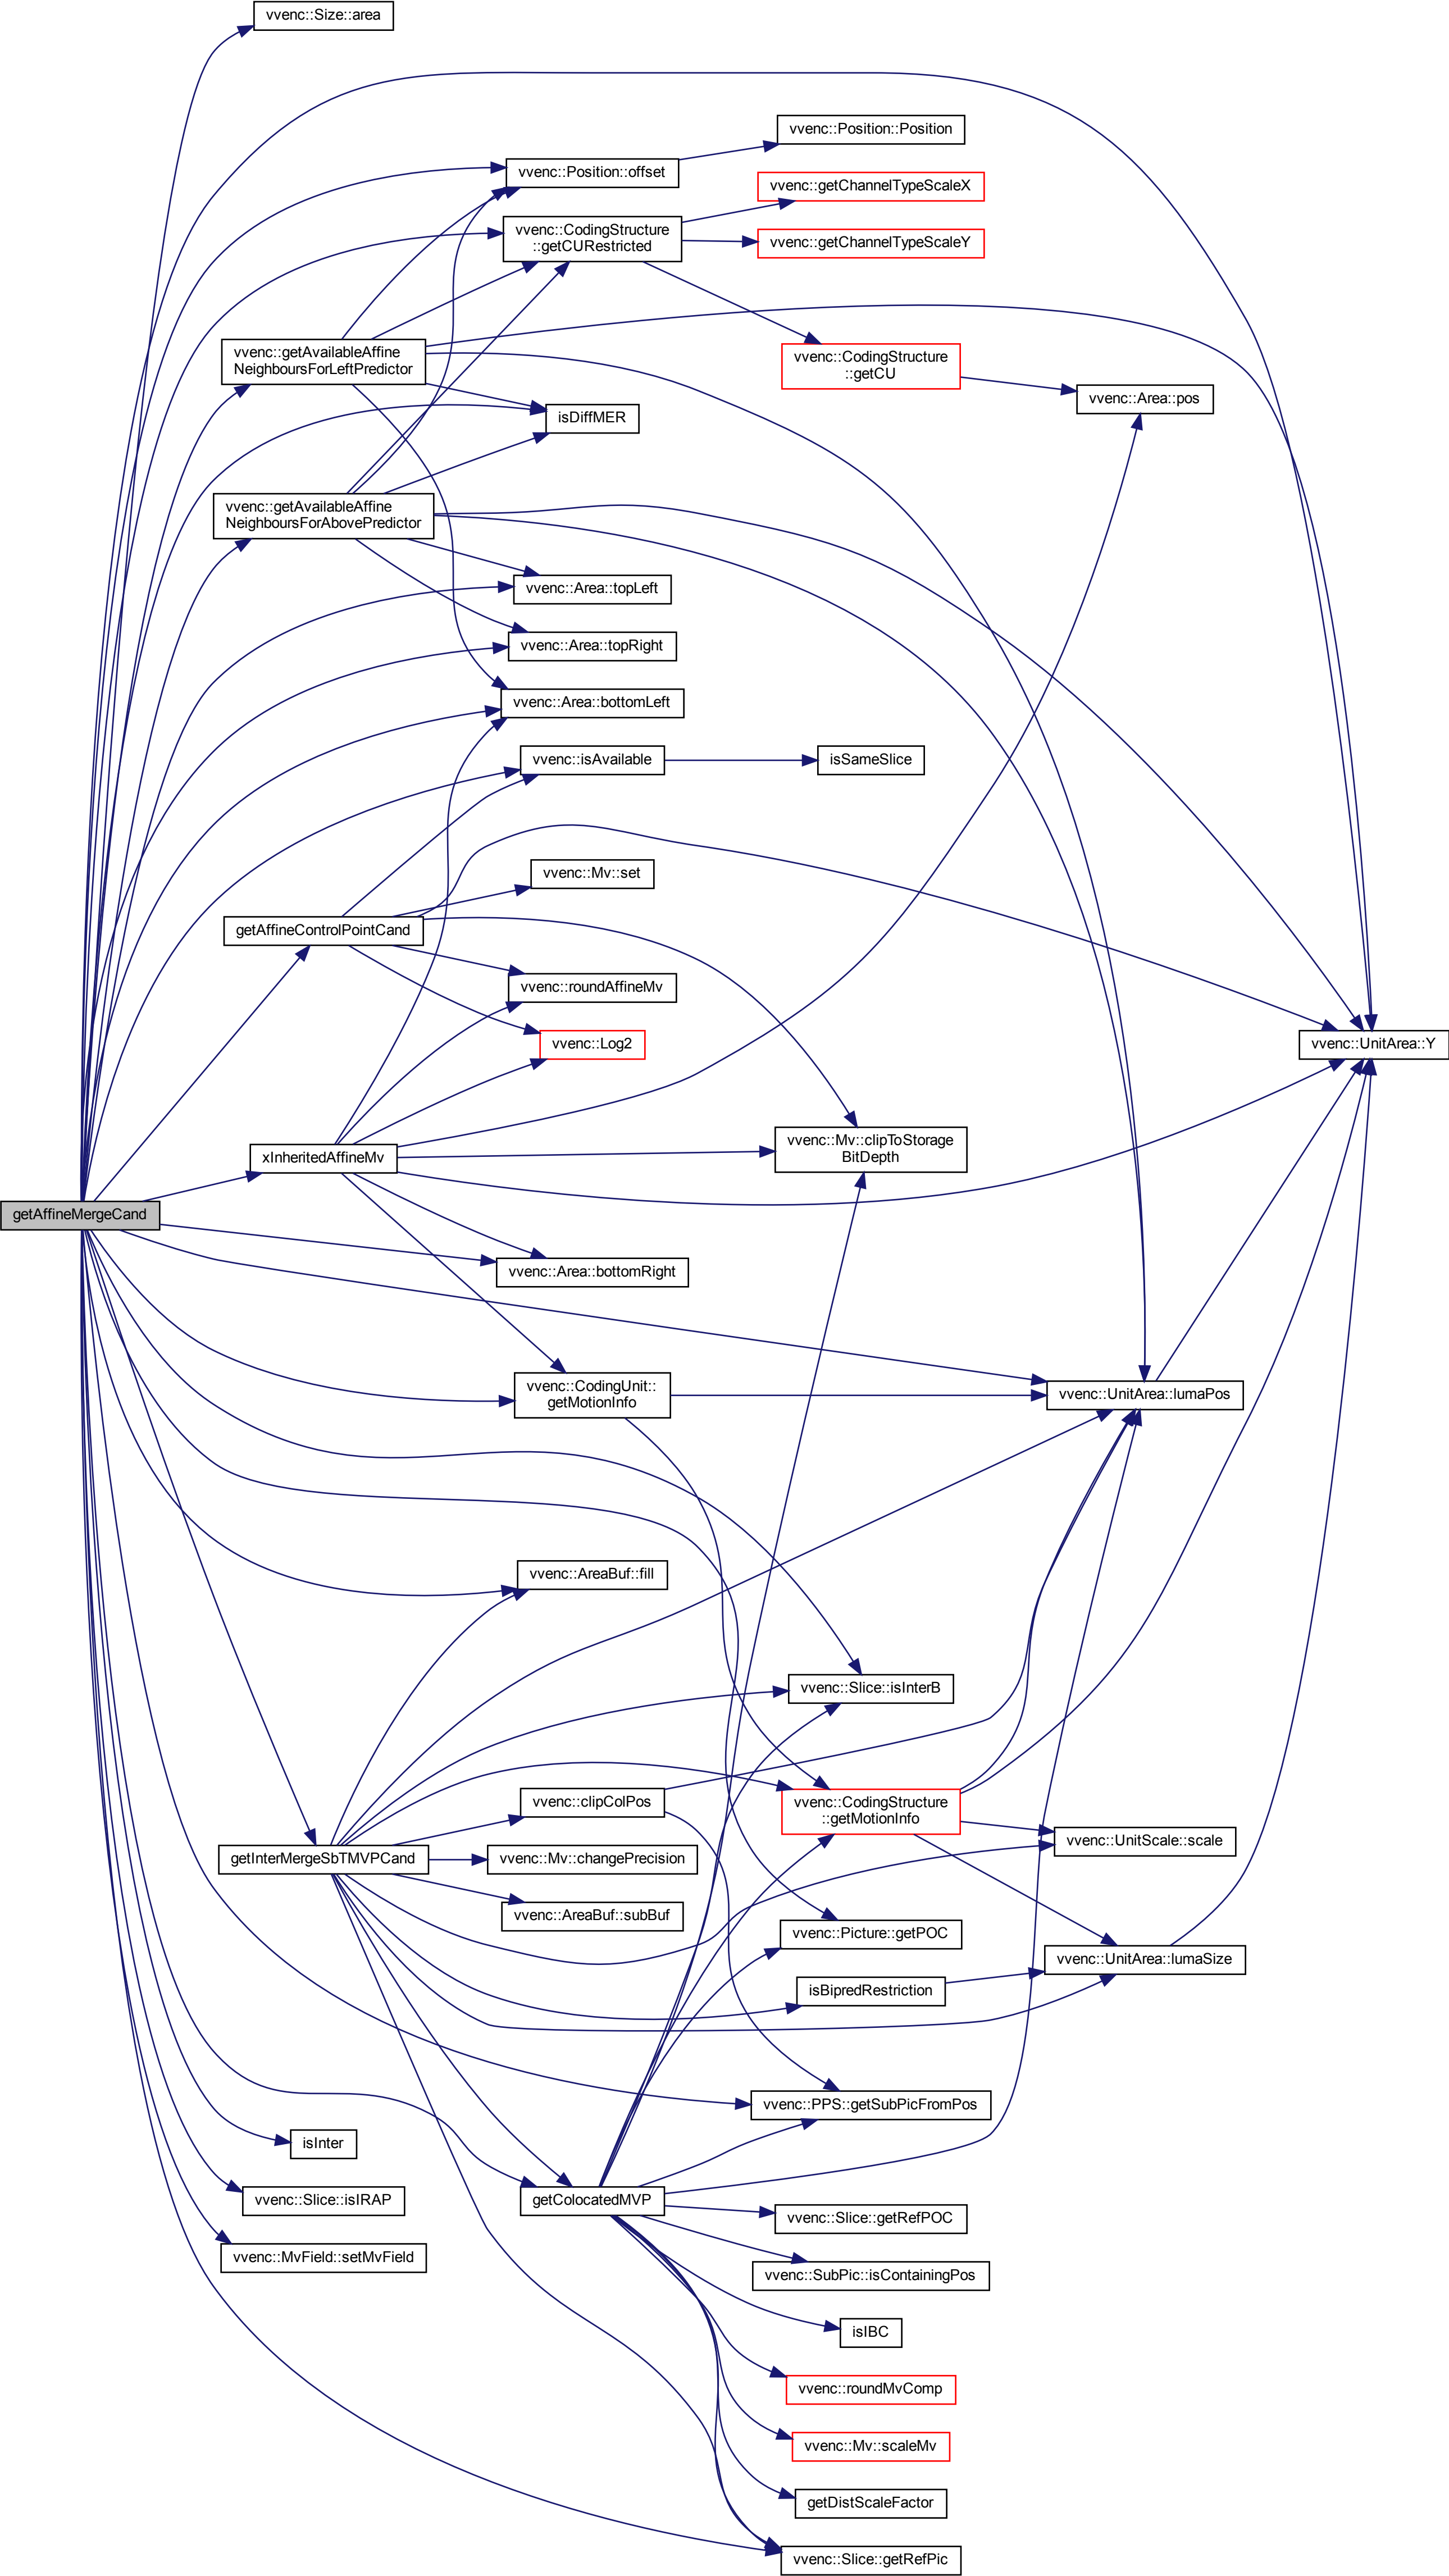 vvenc::Size::area
vvenc::Position::Position
vvenc::Position::offset
vvenc::getChannelTypeScaleX
vvenc::CodingStructure
::getCURestricted
vvenc::getChannelTypeScaleY
vvenc::getAvailableAffine
NeighboursForLeftPredictor
vvenc::CodingStructure
::getCU
vvenc::Area::pos
isDiffMER
vvenc::getAvailableAffine
NeighboursForAbovePredictor
vvenc::Area::topLeft
vvenc::Area::topRight
vvenc::Area::bottomLeft
vvenc::isAvailable
isSameSlice
vvenc::Mv::set
getAffineControlPointCand
vvenc::roundAffineMv
vvenc::Log2
vvenc::UnitArea::Y
vvenc::Mv::clipToStorage
BitDepth
xInheritedAffineMv
getAffineMergeCand
vvenc::Area::bottomRight
vvenc::CodingUnit::
getMotionInfo
vvenc::UnitArea::lumaPos
vvenc::AreaBuf::fill
vvenc::Slice::isInterB
vvenc::clipColPos
vvenc::CodingStructure
::getMotionInfo
vvenc::UnitScale::scale
getInterMergeSbTMVPCand
vvenc::Mv::changePrecision
vvenc::AreaBuf::subBuf
vvenc::Picture::getPOC
vvenc::UnitArea::lumaSize
isBipredRestriction
vvenc::PPS::getSubPicFromPos
isInter
vvenc::Slice::isIRAP
getColocatedMVP
vvenc::Slice::getRefPOC
vvenc::MvField::setMvField
vvenc::SubPic::isContainingPos
isIBC
vvenc::roundMvComp
vvenc::Mv::scaleMv
getDistScaleFactor
vvenc::Slice::getRefPic